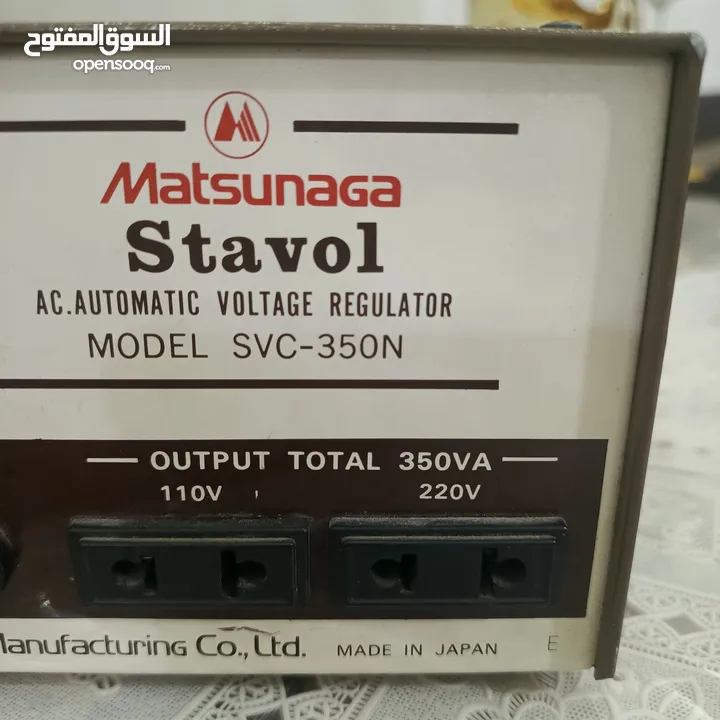 السوق المفتوح
opensooq.com
Matsunaga
Stavol
AC.AUTOMATIC VOLTAGE REGULATOR
MODEL SVC-350N
OUTPUT TOTAL 350VA
110V 220V
Manufacturing Co., Ltd. MADE IN JAPAN E